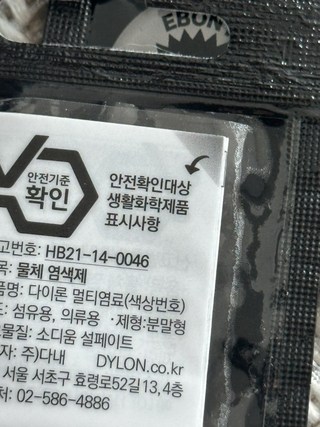 EBON
안전기준
확인
안전확인대상
생활화학제품
표시사항
고번호: HB21-14-0046
목: 물체 염색제
품명: 다이론 멀티염료(색상번호)
: 섬유용, 의류용 ·제형:분말형
물질: 소디움 설페이트
자: 주)다내 DYLON.co.kr
서울 서초구 효령로52길13,4층
처: 02-586-4886